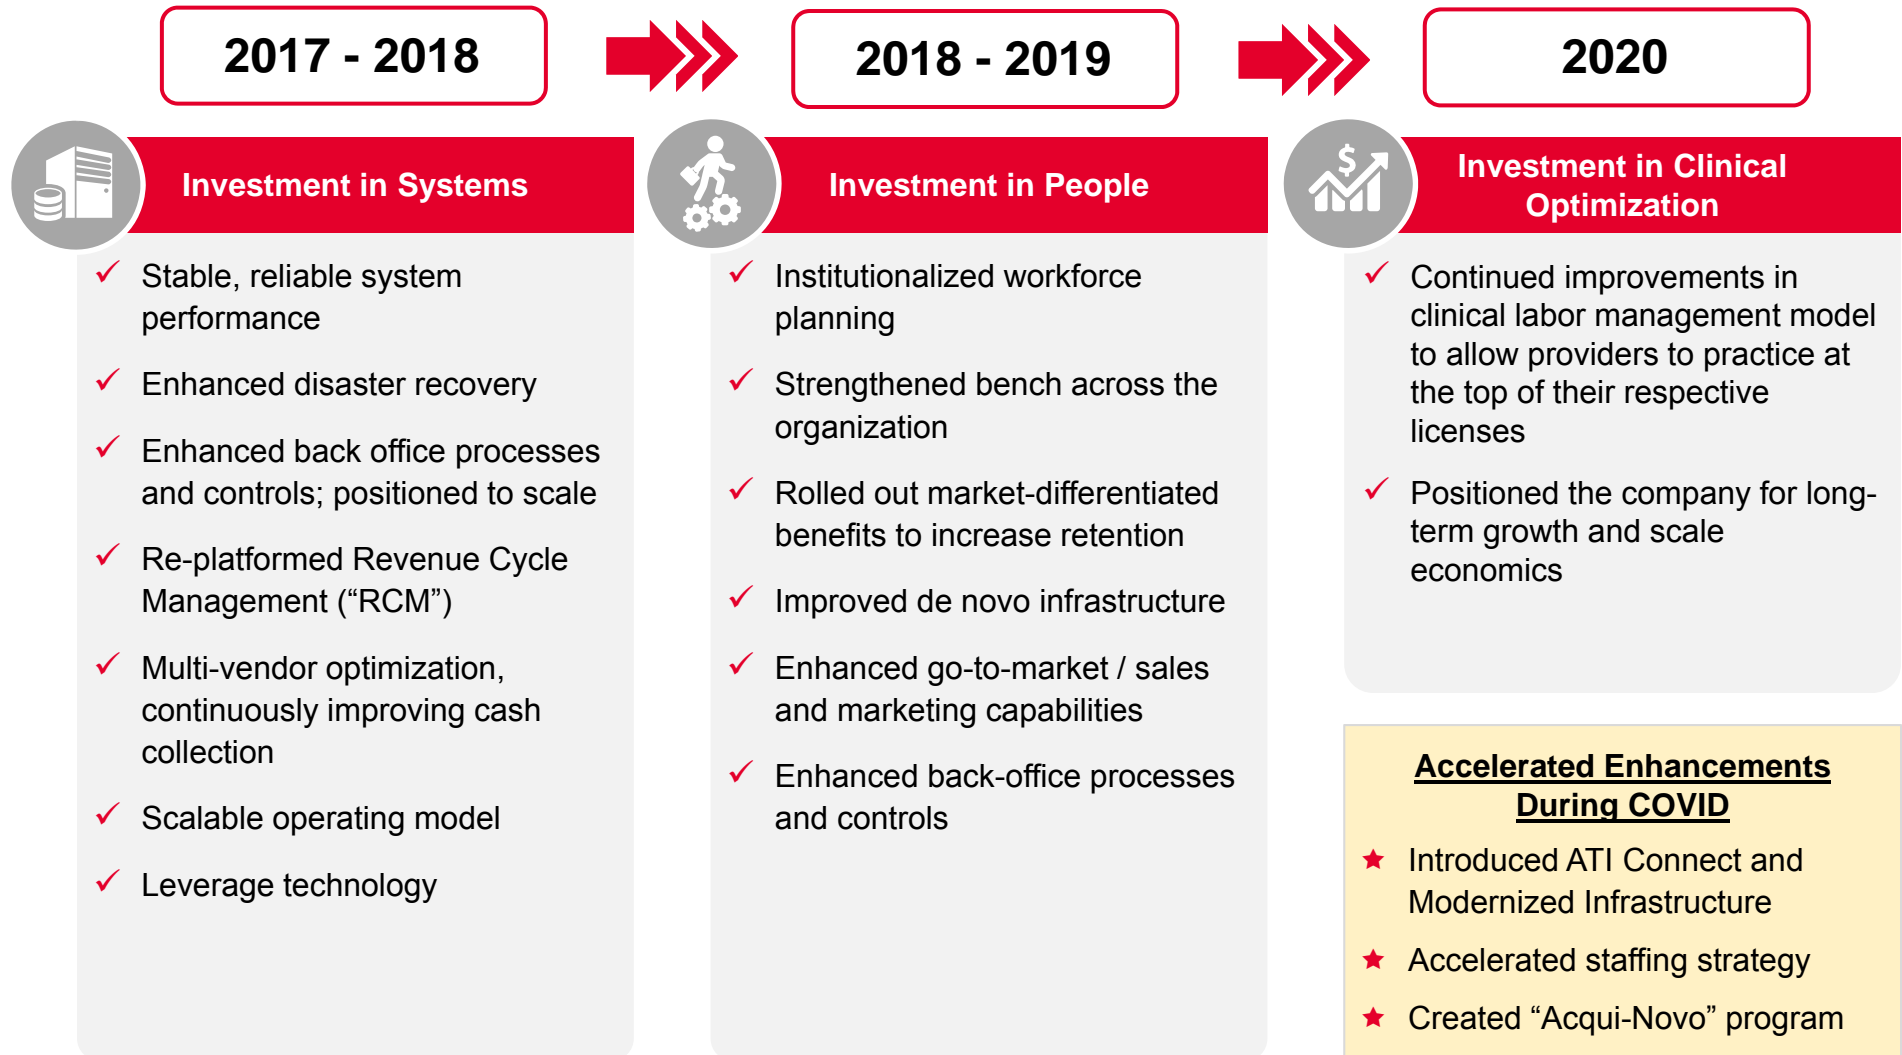 2017 - 2018
2018 - 2019
2020
Investment in Systems
Stable, reliable system
performance
Enhanced disaster recovery
Enhanced back office processes
and controls; positioned to scale
Re-platformed Revenue Cycle
Management (“RCM”)
Multi-vendor optimization,
continuously improving cash
collection
Scalable operating model
Leverage technology
Investment in People
Institutionalized workforce
planning
Strengthened bench across the
organization
Rolled out market-differentiated
benefits to increase retention
Improved de novo infrastructure
Enhanced go-to-market / sales
and marketing capabilities
Enhanced back-office processes
and controls
$
Investment in Clinical
Optimization
Continued improvements in
clinical labor management model
to allow providers to practice at
the top of their respective
licenses
Positioned the company for long-
term growth and scale
economics
Accelerated Enhancements
During COVID
Introduced ATI Connect and
Modernized Infrastructure
Accelerated staffing strategy
Created “Acqui-Novo” program